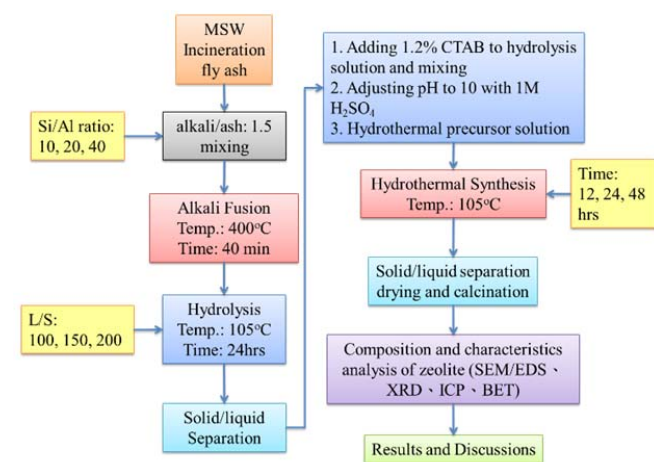 MSW
Incineration
fly ash
Si/Al ratio:
10, 20, 40
alkali/ash: 1.5
mixing
Alkali Fusion
Temp.: 400°C
Time: 40 min
L/S:
100, 150, 200
Hydrolysis
Temp.: 105°C
Time: 24hrs
Solid/liquid
Separation
1. Adding 1.2% CTAB to hydrolysis
solution and mixing
2. Adjusting pH to 10 with 1M
H₂SO₄
3. Hydrothermal precursor solution
Time:
12, 24, 48
hrs
Hydrothermal Synthesis
Temp.: 105°C
Solid/liquid separation
drying and calcination
Composition and characteristics
analysis of zeolite (SEM/EDS、
XRD、ICP、BET)
Results and Discussions